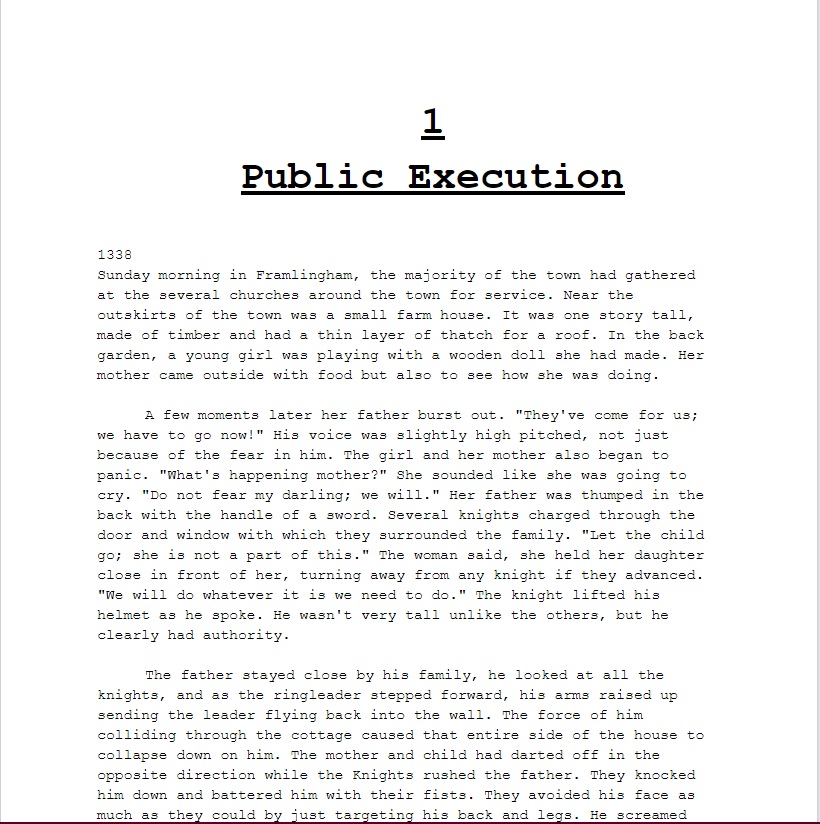 1
Public Execution
1338
Sunday morning in Framlingham, the majority of the town had gathered
at the several churches around the town for service. Near the
outskirts of the town was a small farm house. It was one story tall,
made of timber and had a thin layer of thatch for a roof. In the back
garden, a young girl was playing with a wooden doll she had made. Her
mother came outside with food but also to see how she was doing.
A few moments later her father burst out. "They've come for us;
we have to go now!" His voice was slightly high pitched, not just
because of the fear in him. The girl and her mother also began to
panic. "What's happening mother?" She sounded like she was going to
cry. "Do not fear my darling; we will." Her father was thumped in the
back with the handle of a sword. Several knights charged through the
door and window with which they surrounded the family. "Let the child
go; she is not a part of this." The woman said, she held her daughter
close in front of her, turning away from any knight if they advanced.
"We will do whatever it is we need to do." The knight lifted his
helmet as he spoke. He wasn't very tall unlike the others, but he
clearly had authority.
The father stayed close by his family, he looked at all the
knights, and as the ringleader stepped forward, his arms raised up
sending the leader flying back into the wall. The force of him
colliding through the cottage caused that entire side of the house to
collapse down on him. The mother and child had darted off in the
opposite direction while the Knights rushed the father. They knocked
him down and battered him with their fists. They avoided his face as
much as they could by just targeting his back and legs. He screamed